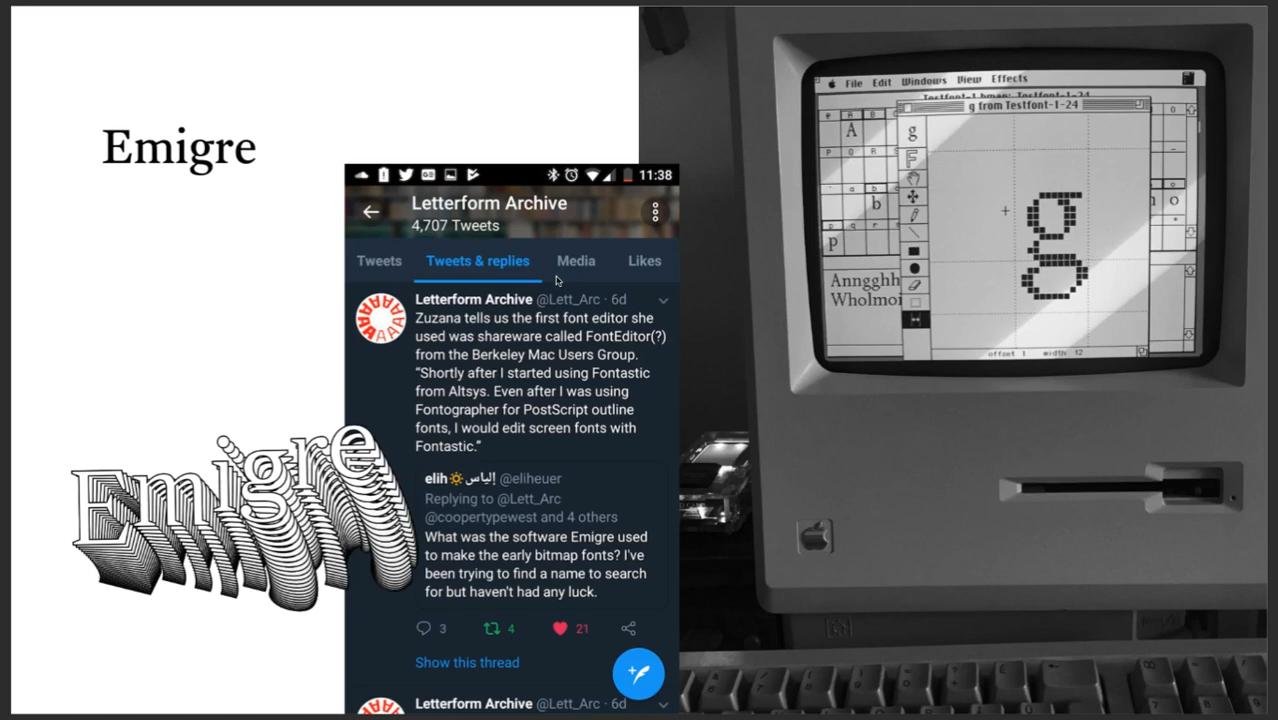 Emigre
11:38
Letterform Archive
4,707 Tweets
Tweets
Tweets & replies
Media
Likes
Letterform Archive @Lett_Arc · 6d
Zuzana tells us the first font editor she
used was shareware called FontEditor(?)
from the Berkeley Mac Users Group.
“Shortly after I started using Fontastic
from Altsys. Even after I was using
Fontographer for PostScript outline
fonts, I would edit screen fonts with
Fontastic.”
elih🔅إلياس @eliheuer
Replying to @Lett_Arc
@coopertypewest and 4 others
What was the software Emigre used
to make the early bitmap fonts? I've
been trying to find a name to search
for but haven't had any luck.
3
4
21
Show this thread
Letterform Archive @Lett_Arc · 6d
Emigre
File Edit Windows View Effects
g from Testfont-1-24
g
F
A
b
p
o
Anngghh
g
offset 1 width 12